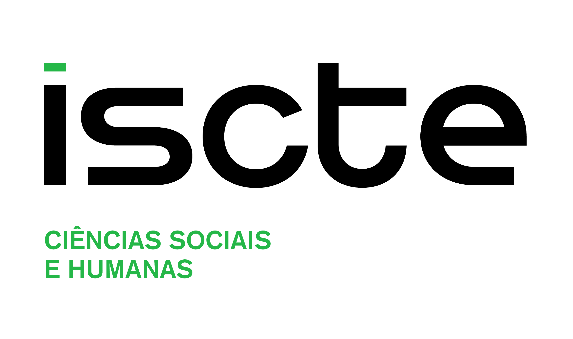 iscte
CIÊNCIAS SOCIAIS
E HUMANAS